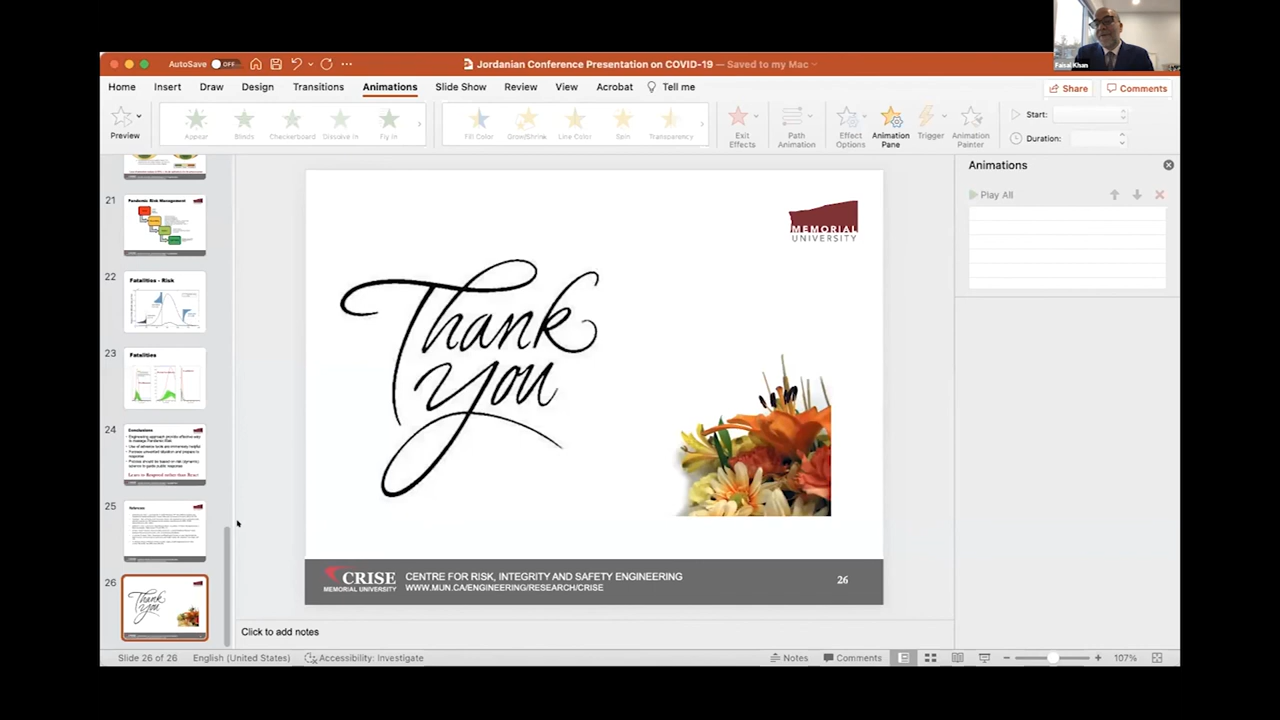 Faisal Khan
AutoSave OFF
Jordanian Conference Presentation on COVID-19 — Saved to my Mac
Home Insert Draw Design Transitions Animations Slide Show Review View Acrobat Tell me
Share Comments
Preview
Appear Blinds Checkerboard Dissolve In Fly In
Fill Color Grow/Shrink Line Color Spin Transparency
Exit Effects
Path Animation
Effect Options
Animation Pane
Trigger
Animation Painter
Start:
Duration:
Animations
Play All
21
Pandemic Risk Management
22
Fatalities - Risk
23
Fatalities
24
Conclusions
25
References
26
Thank
you
MEMORIAL
UNIVERSITY
Thank
you
CRISE
MEMORIAL UNIVERSITY
CENTRE FOR RISK, INTEGRITY AND SAFETY ENGINEERING
WWW.MUN.CA/ENGINEERING/RESEARCH/CRISE
26
Click to add notes
Slide 26 of 26 English (United States) Accessibility: Investigate
Notes Comments 107%